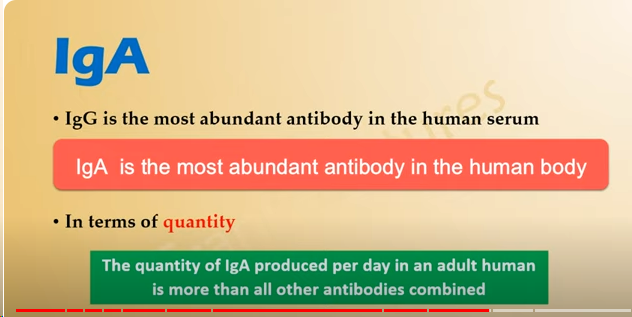 IgA
• IgG is the most abundant antibody in the human serum
IgA is the most abundant antibody in the human body
• In terms of quantity
The quantity of IgA produced per day in an adult human
is more than all other antibodies combined